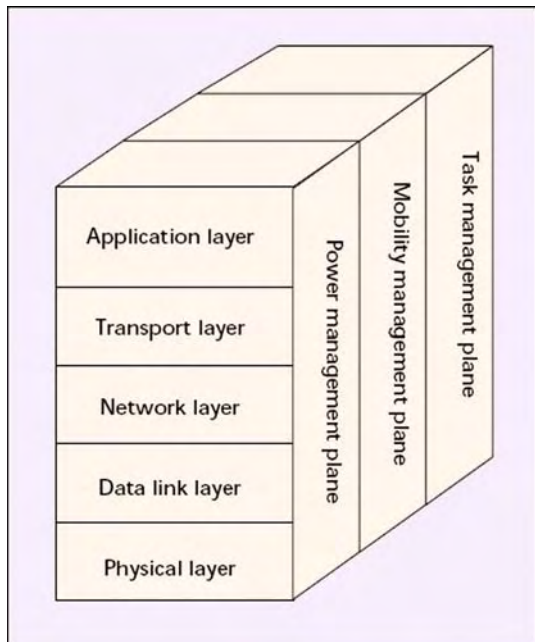 Application layer
Transport layer
Network layer
Data link layer
Physical layer
Power management plane
Mobility management plane
Task management plane